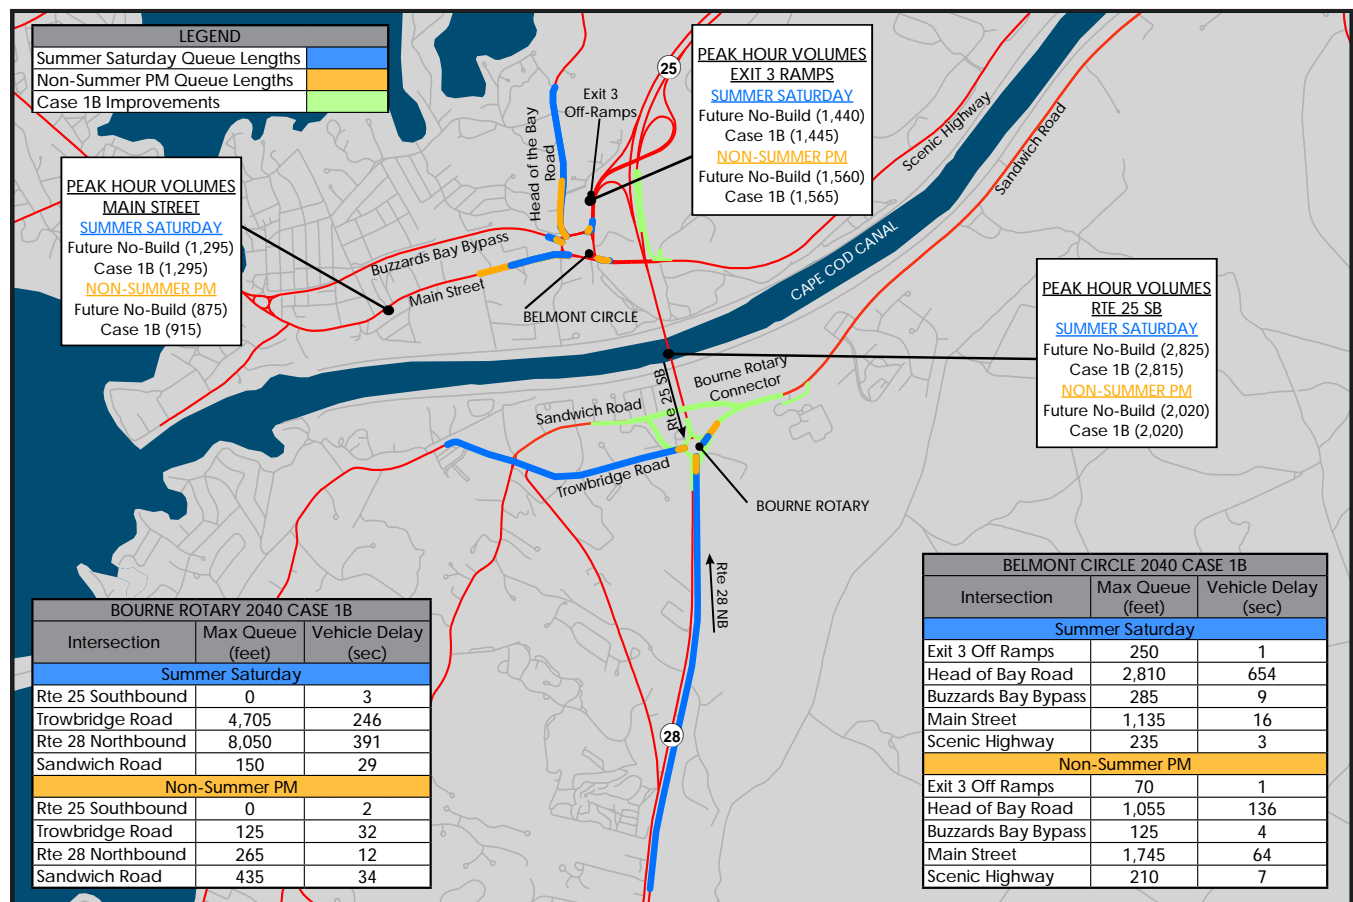 LEGEND
Summer Saturday Queue Lengths
Non-Summer PM Queue Lengths
Case 1B Improvements
PEAK HOUR VOLUMES
EXIT 3 RAMPS
SUMMER SATURDAY
Future No-Build (1,440)
Case 1B (1,445)
NON-SUMMER PM
Future No-Build (1,560)
Case 1B (1,565)
25
Exit 3
Off-Ramps
Head of the Bay
Road
Scenic Highway
Sandwich Road
PEAK HOUR VOLUMES
MAIN STREET
SUMMER SATURDAY
Future No-Build (1,295)
Case 1B (1,295)
NON-SUMMER PM
Future No-Build (875)
Case 1B (915)
Buzzards Bay Bypass
Main Street
BELMONT CIRCLE
CAPE COD CANAL
PEAK HOUR VOLUMES
RTE 25 SB
SUMMER SATURDAY
Future No-Build (2,825)
Case 1B (2,815)
NON-SUMMER PM
Future No-Build (2,020)
Case 1B (2,020)
Rte 25 SB
Bourne Rotary
Connector
Sandwich Road
Trowbridge Road
BOURNE ROTARY
Rte 28 NB
28
BOURNE ROTARY 2040 CASE 1B
Intersection Max Queue (feet) Vehicle Delay (sec)
Summer Saturday
Rte 25 Southbound 0 3
Trowbridge Road 4,705 246
Rte 28 Northbound 8,050 391
Sandwich Road 150 29
Non-Summer PM
Rte 25 Southbound 0 2
Trowbridge Road 125 32
Rte 28 Northbound 265 12
Sandwich Road 435 34
BELMONT CIRCLE 2040 CASE 1B
Intersection Max Queue (feet) Vehicle Delay (sec)
Summer Saturday
Exit 3 Off Ramps 250 1
Head of Bay Road 2,810 654
Buzzards Bay Bypass 285 9
Main Street 1,135 16
Scenic Highway 235 3
Non-Summer PM
Exit 3 Off Ramps 70 1
Head of Bay Road 1,055 136
Buzzards Bay Bypass 125 4
Main Street 1,745 64
Scenic Highway 210 7